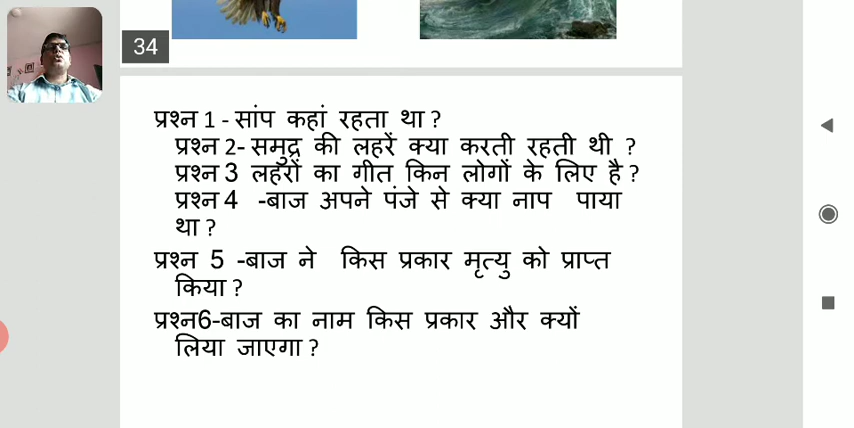 34
प्रश्न 1 - सांप कहां रहता था ?
प्रश्न 2- समुद्र की लहरें क्या करती रहती थी ?
प्रश्न 3 लहरों का गीत किन लोगों के लिए है ?
प्रश्न 4 -बाज अपने पंजे से क्या नाप पाया
था ?
प्रश्न 5 -बाज ने किस प्रकार मृत्यु को प्राप्त
किया ?
प्रश्न6-बाज का नाम किस प्रकार और क्यों
लिया जाएगा ?